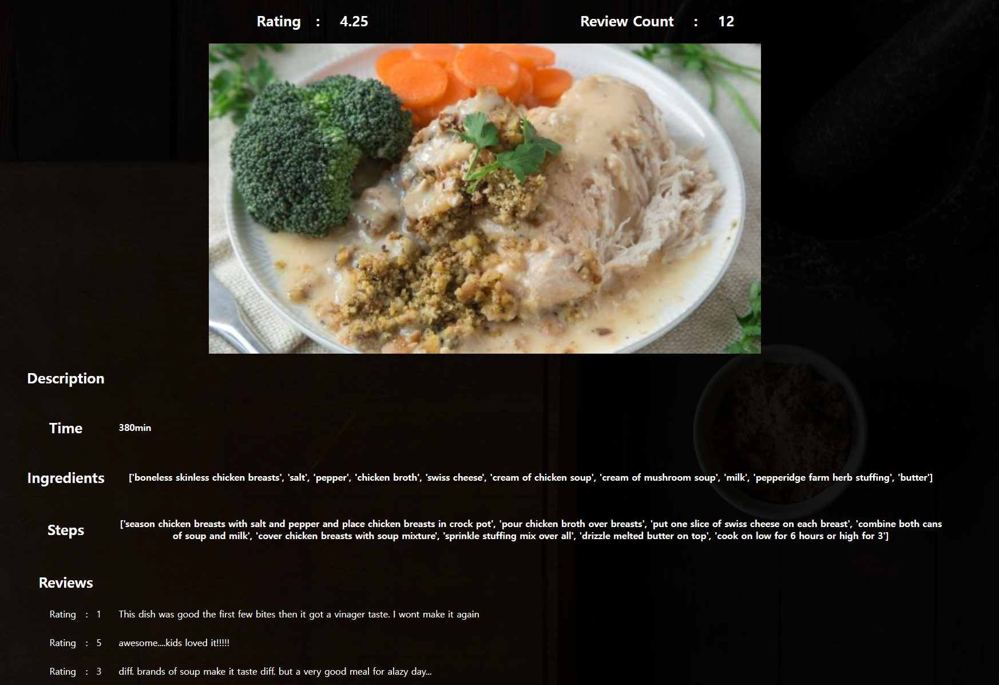 Rating : 4.25 Review Count : 12
Description
Time 380min
Ingredients ['boneless skinless chicken breasts', 'salt', 'pepper', 'chicken broth', 'swiss cheese', 'cream of chicken soup', 'cream of mushroom soup', 'milk', 'pepperidge farm herb stuffing', 'butter']
Steps ['season chicken breasts with salt and pepper and place chicken breasts in crock pot', 'pour chicken broth over breasts', 'put one slice of swiss cheese on each breast', 'combine both cans
of soup and milk', 'cover chicken breasts with soup mixture', 'sprinkle stuffing mix over all', 'drizzle melted butter on top', 'cook on low for 6 hours or high for 3']
Reviews
Rating : 1 This dish was good the first few bites then it got a vinager taste. I wont make it again
Rating : 5 awesome....kids loved it!!!!!
Rating : 3 diff. brands of soup make it taste diff. but a very good meal for alazy day...